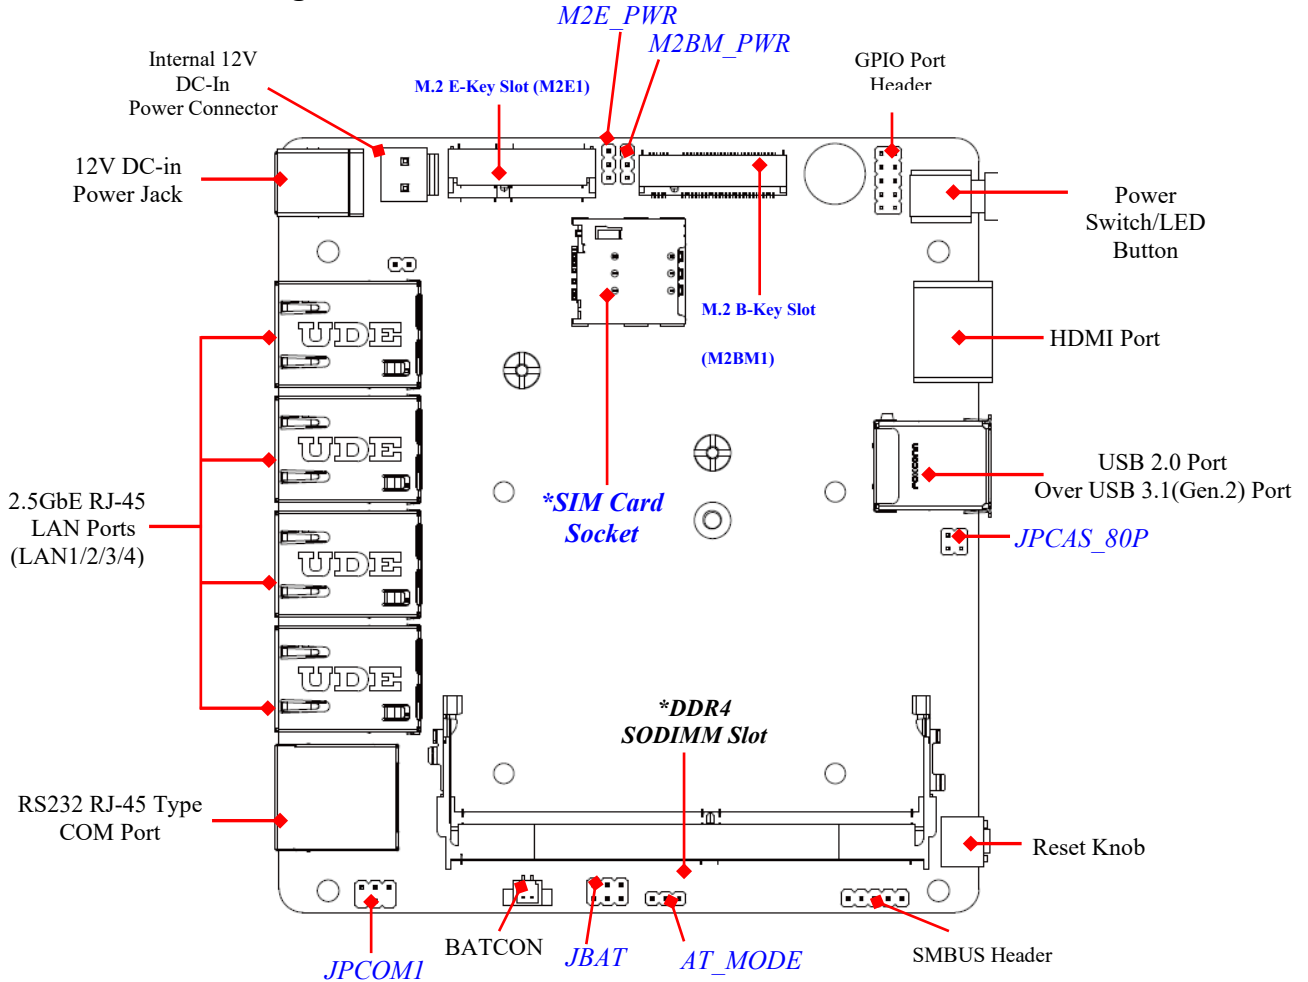 M2E_PWR
M2BM_PWR
Internal 12V
DC-In
Power Connector
M.2 E-Key Slot (M2E1)
GPIO Port
Header
12V DC-in
Power Jack
Power
Switch/LED
Button
M.2 B-Key Slot
(M2BM1)
HDMI Port
UDE
UDE
UDE
UDE
FOXCONN
USB 2.0 Port
Over USB 3.1(Gen.2) Port
*SIM Card
Socket
2.5GbE RJ-45
LAN Ports
(LAN1/2/3/4)
JPCAS_80P
*DDR4
SODIMM Slot
RS232 RJ-45 Type
COM Port
Reset Knob
JPCOM1
BATCON
JBAT
AT_MODE
SMBUS Header